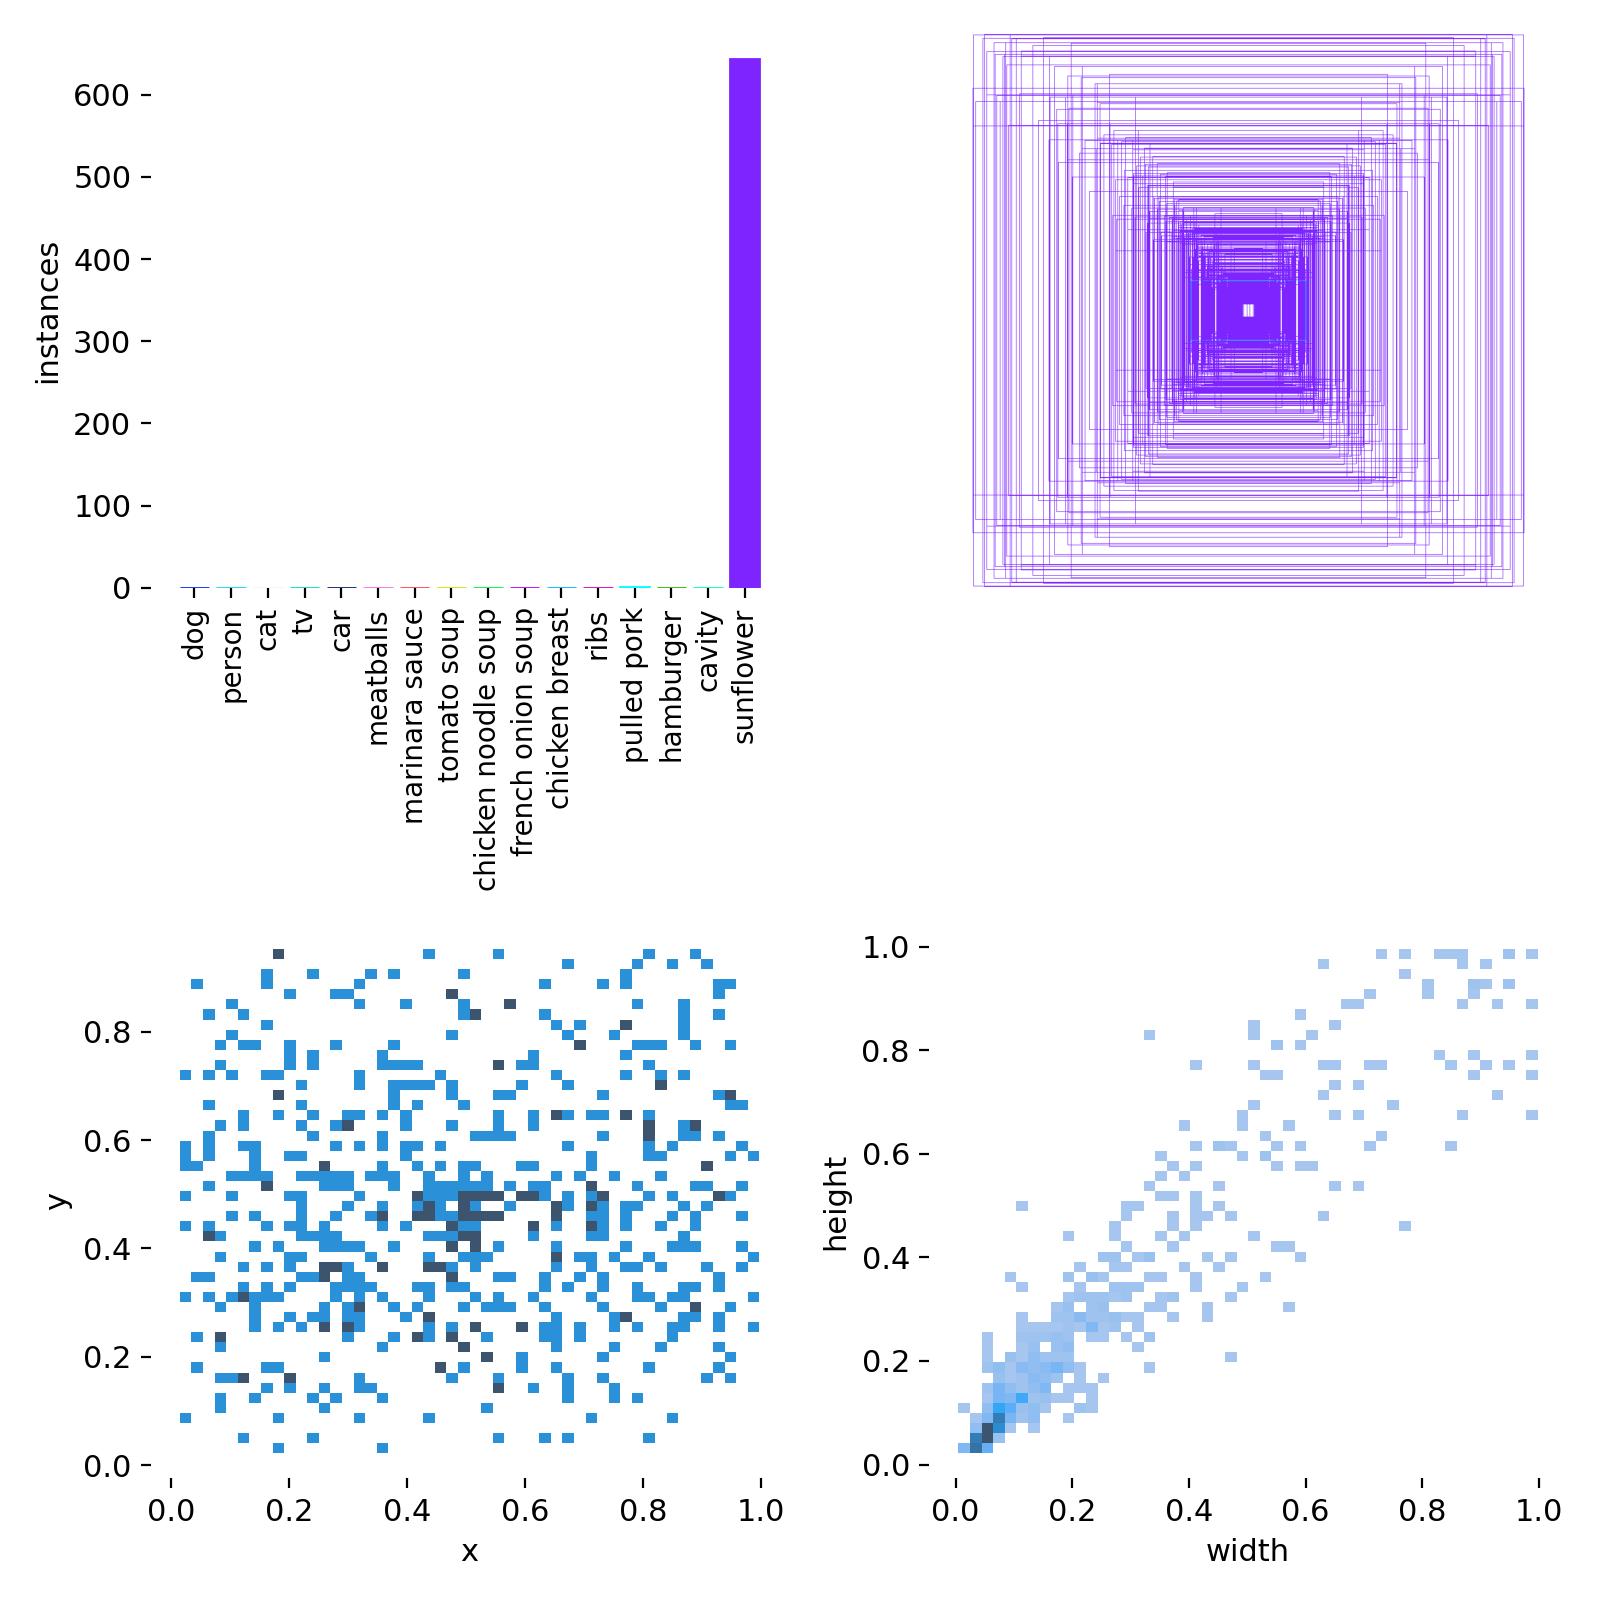 600
500
400
300
200
100
0
instances
dog
person
cat
tv
car
meatballs
marinara sauce
tomato soup
chicken noodle soup
french onion soup
chicken breast
ribs
pulled pork
hamburger
cavity
sunflower
0.8
0.6
0.4
0.2
0.0
y
0.0 0.2 0.4 0.6 0.8 1.0
x
1.0
0.8
0.6
0.4
0.2
0.0
height
0.0 0.2 0.4 0.6 0.8 1.0
width